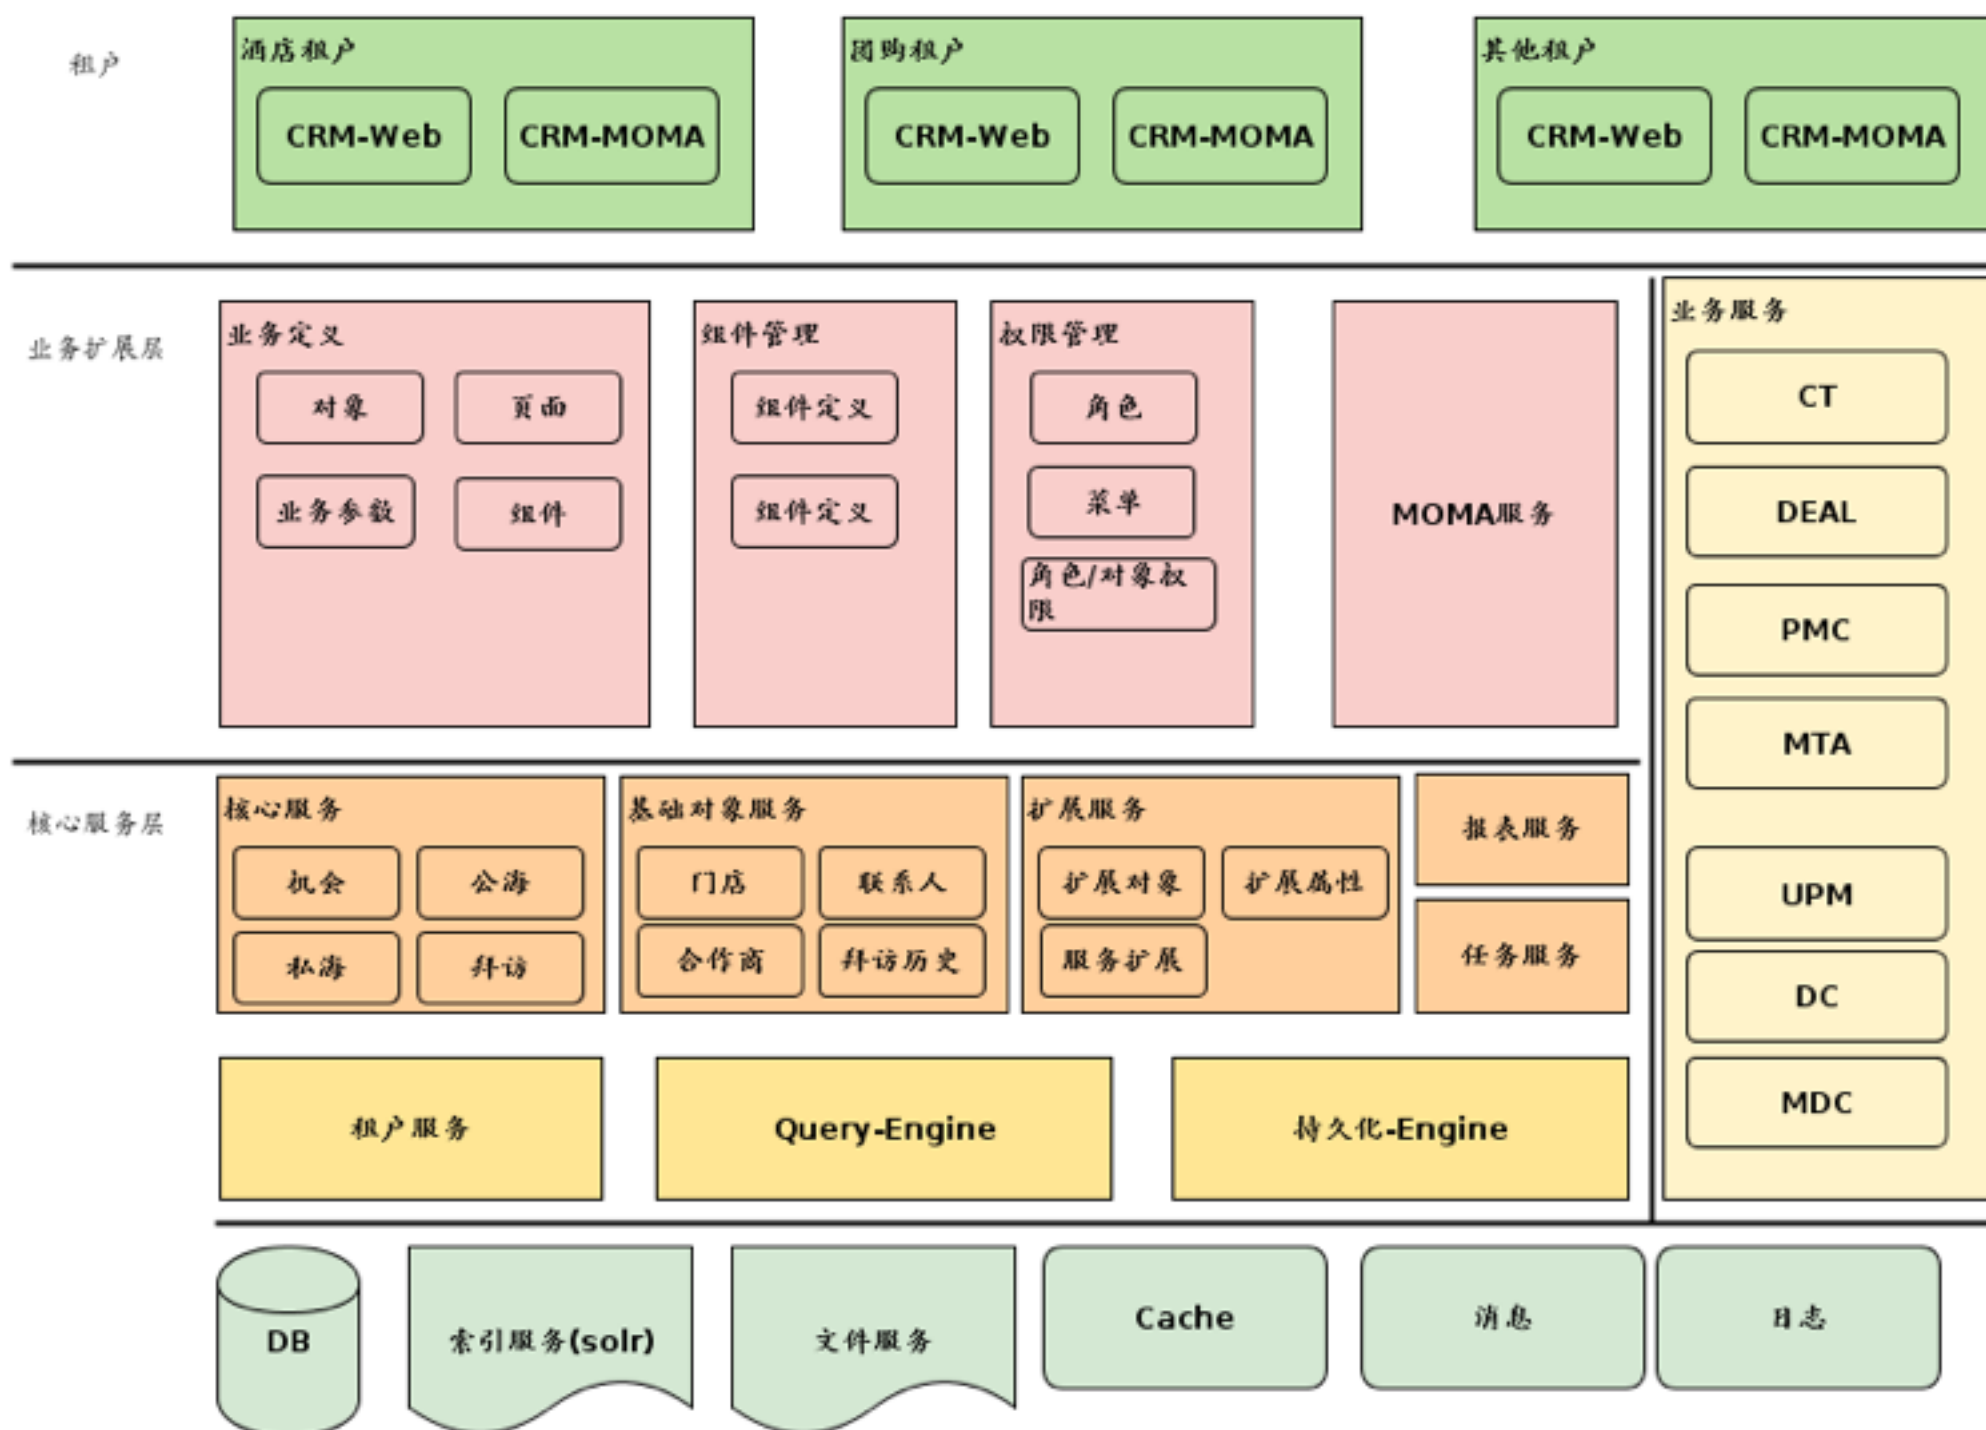 租户
酒店租户
CRM-Web
CRM-MOMA
团购租户
CRM-Web
CRM-MOMA
其他租户
CRM-Web
CRM-MOMA
业务扩展层
业务定义
对象
页面
业务参数
组件
组件管理
组件定义
组件定义
权限管理
角色
菜单
角色/对象权
限
MOMA服务
业务服务
CT
DEAL
PMC
MTA
UPM
DC
MDC
核心服务层
核心服务
机会
公海
私海
拜访
基础对象服务
门店
联系人
合作商
拜访历史
扩展服务
扩展对象
扩展属性
服务扩展
报表服务
任务服务
租户服务
Query-Engine
持久化-Engine
DB
索引服务(solr)
文件服务
Cache
消息
日志